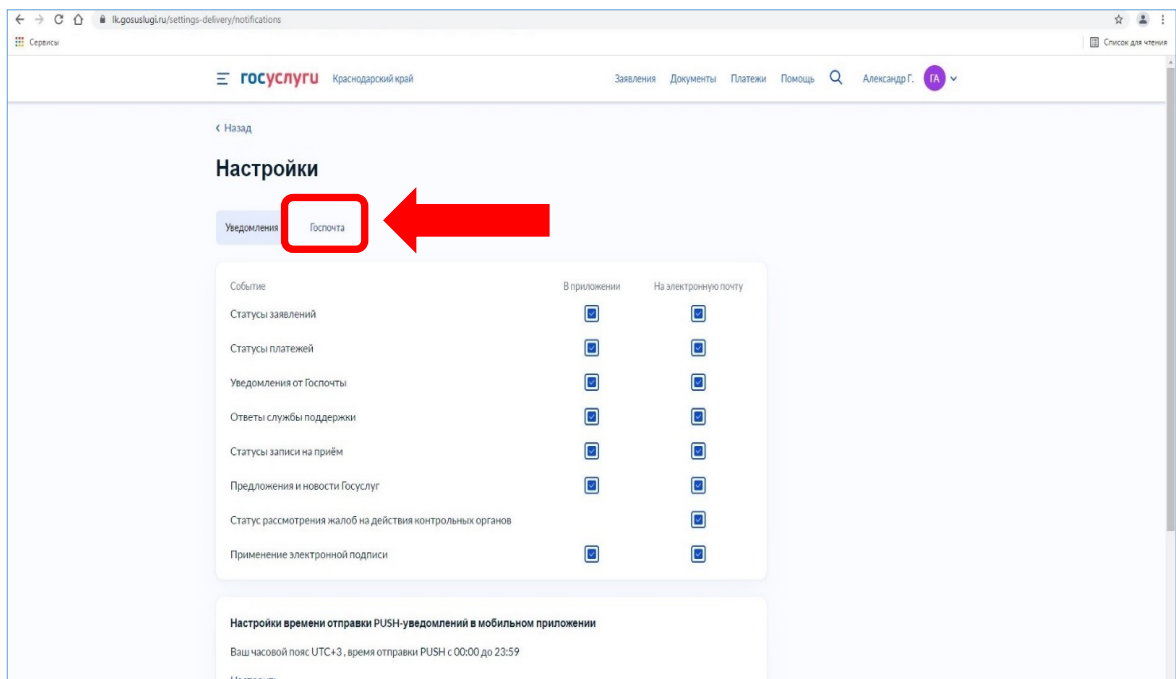 lk.gosuslugi.ru/settings-delivery/notifications
Сервисы Список для чтения
госуслуги Краснодарский край Заявления Документы Платежи Помощь Александр Г. ГА
Назад
Настройки
Уведомления Госпочта
Событие В приложении На электронную почту
Статусы заявлений
Статусы платежей
Уведомления от Госпочты
Ответы службы поддержки
Статусы записи на приём
Предложения и новости Госуслуг
Статус рассмотрения жалоб на действия контрольных органов
Применение электронной подписи
Настройки времени отправки PUSH-уведомлений в мобильном приложении
Ваш часовой пояс UTC+3 , время отправки PUSH с 00:00 до 23:59